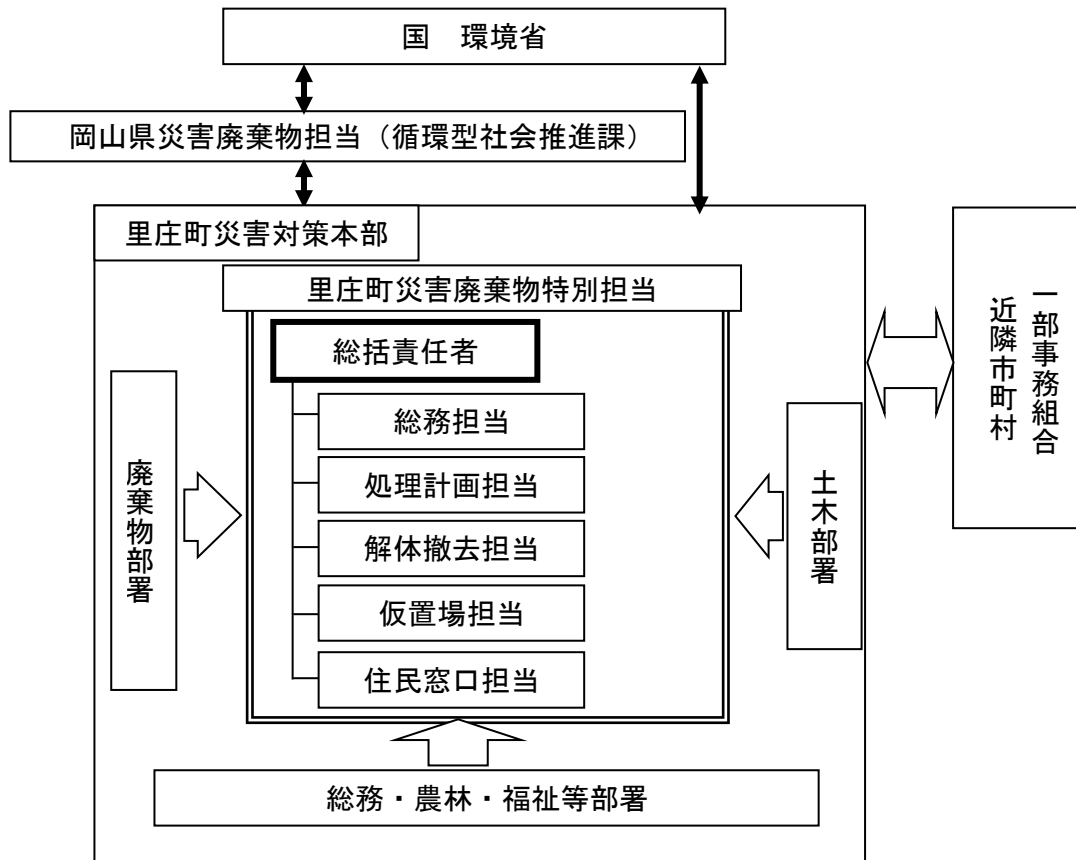 国　環境省
岡山県災害廃棄物担当（循環型社会推進課）
里庄町災害対策本部
里庄町災害廃棄物特別担当
総括責任者
総務担当
処理計画担当
解体撤去担当
仮置場担当
住民窓口担当
廃棄物部署
土木部署
総務・農林・福祉等部署
一部事務組合
近隣市町村